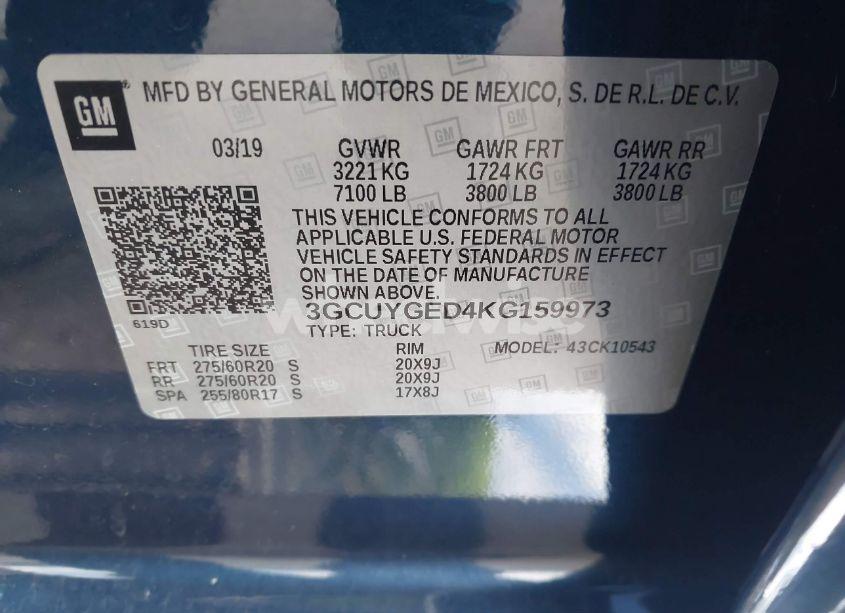 GM
MFD BY GENERAL MOTORS DE MEXICO, S. DE R.L. DE C.V.
03/19 GVWR GAWR FRT GAWR RR
3221 KG 1724 KG 1724 KG
7100 LB 3800 LB 3800 LB
THIS VEHICLE CONFORMS TO ALL
APPLICABLE U.S. FEDERAL MOTOR
VEHICLE SAFETY STANDARDS IN EFFECT
ON THE DATE OF MANUFACTURE
SHOWN ABOVE.
619D
3GCUYGED4KG159973
TYPE: TRUCK
MODEL: 43CK10543
TIRE SIZE RIM
FRT 275/60R20 S 20X9J
RR 275/60R20 S 20X9J
SPA 255/80R17 S 17X8J